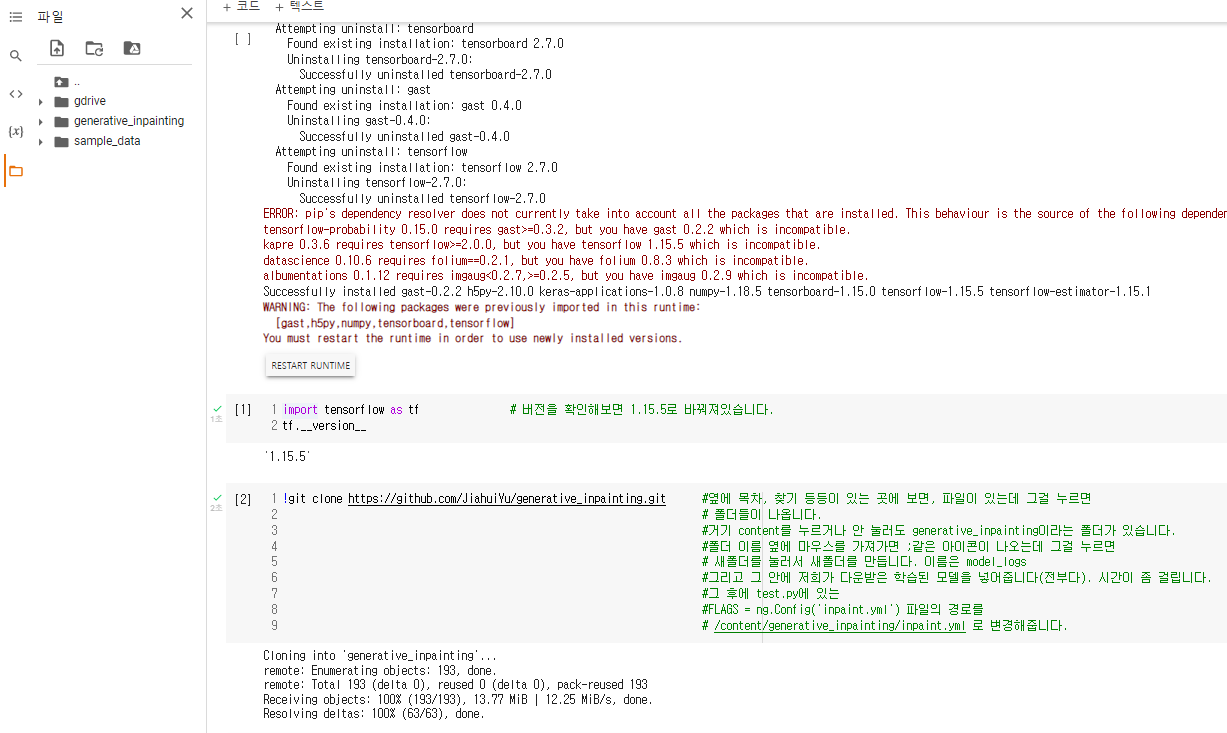 파일
+ 코드 + 텍스트
..
gdrive
generative_inpainting
sample_data
[ ]
Attempting uninstall: tensorboard
Found existing installation: tensorboard 2.7.0
Uninstalling tensorboard-2.7.0:
Successfully uninstalled tensorboard-2.7.0
Attempting uninstall: gast
Found existing installation: gast 0.4.0
Uninstalling gast-0.4.0:
Successfully uninstalled gast-0.4.0
Attempting uninstall: tensorflow
Found existing installation: tensorflow 2.7.0
Uninstalling tensorflow-2.7.0:
Successfully uninstalled tensorflow-2.7.0
ERROR: pip's dependency resolver does not currently take into account all the packages that are installed. This behaviour is the source of the following
tensorflow-probability 0.15.0 requires gast>=0.3.2, but you have gast 0.2.2 which is incompatible.
kapre 0.3.6 requires tensorflow>=2.0.0, but you have tensorflow 1.15.5 which is incompatible.
datascience 0.10.6 requires folium==0.2.1, but you have folium 0.8.3 which is incompatible.
albumentations 0.1.12 requires imgaug<0.2.7,>=0.2.5, but you have imgaug 0.2.9 which is incompatible.
Successfully installed gast-0.2.2 h5py-2.10.0 keras-applications-1.0.8 numpy-1.18.5 tensorboard-1.15.0 tensorflow-1.15.5 tensorflow-estimator-1.15.1
WARNING: The following packages were previously imported in this runtime:
[gast,h5py,numpy,tensorboard,tensorflow]
You must restart the runtime in order to use newly installed versions.
RESTART RUNTIME
[1] 1 import tensorflow as tf # 버전을 확인해보면 1.15.5로 바꿔져있습니다.
1초 2 tf.__version__
'1.15.5'
[2] 1 !git clone https://github.com/JiahuiYu/generative_inpainting.git #옆에 목차, 찾기 등등이 있는 곳에 보면, 파일이 있는데 그걸 누르면
2초 2 # 폴더들이 나옵니다.
3 #거기 content를 누르거나 안 눌러도 generative_inpainting이라는 폴더가 있습니다.
4 #폴더 이름 옆에 마우스를 가져가면 ;같은 아이콘이 나오는데 그걸 누르면
5 # 새폴더를 눌러서 새폴더를 만듭니다. 이름은 model_logs
6 #그리고 그 안에 저희가 다운받은 학습된 모델을 넣어줍니다(전부다). 시간이 좀 걸립니다.
7 #그 후에 test.py에 있는
8 #FLAGS = ng.Config('inpaint.yml') 파일의 경로를
9 # /content/generative_inpainting/inpaint.yml 로 변경해줍니다.
Cloning into 'generative_inpainting'...
remote: Enumerating objects: 193, done.
remote: Total 193 (delta 0), reused 0 (delta 0), pack-reused 193
Receiving objects: 100% (193/193), 13.77 MiB | 12.25 MiB/s, done.
Resolving deltas: 100% (63/63), done.